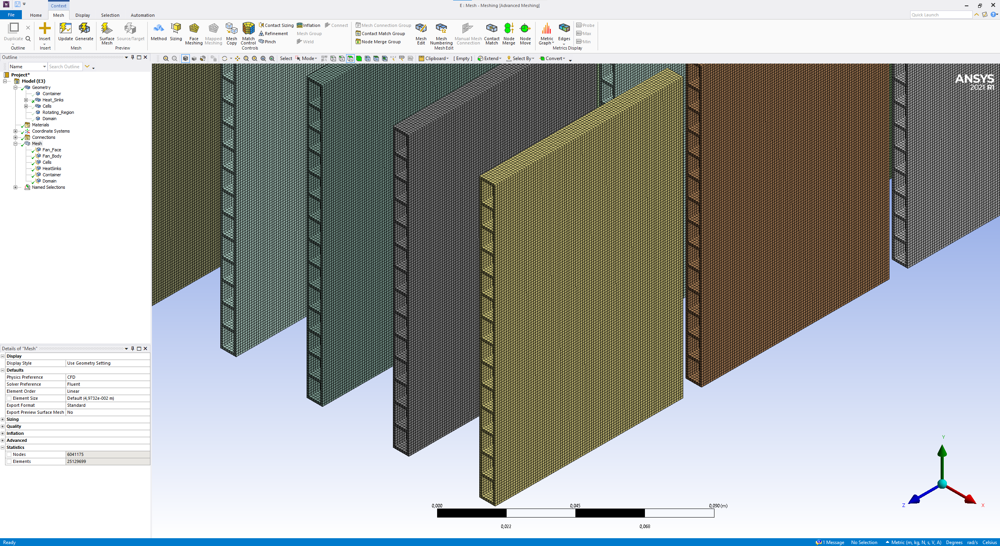 Context
E : Mesh - Meshing [Advanced Meshing]
File Home Mesh Display Selection Automation
Quick Launch
Duplicate
Outline
Insert
Insert
Update Generate
Mesh
Surface Mesh
Source/Target
Preview
Method
Sizing
Face Meshing
Mapped Meshing
Mesh Copy
Match Control
Contact Sizing
Refinement
Pinch
Inflation
Mesh Group
Weld
Connect
Controls
Mesh Connection Group
Contact Match Group
Node Merge Group
Mesh Edit
Mesh Numbering
Manual Mesh Connection
Contact Match
Node Merge
Node Move
Mesh Edit
Metric Graph
Edges
Probe
Max
Min
Metrics Display
Outline
Name Search Outline
Select Mode Clipboard [ Empty ] Extend Select By Convert
Project*
Model (E3)
Geometry
Container
Heat_Sinks
Cells
Rotating_Region
Domain
Materials
Coordinate Systems
Connections
Mesh
Fan_Face
Fan_Body
Cells
HeatSinks
Container
Domain
Named Selections
Details of "Mesh"
Display
Display Style Use Geometry Setting
Defaults
Physics Preference CFD
Solver Preference Fluent
Element Order Linear
Element Size Default (4,9732e-002 m)
Export Format Standard
Export Preview Surface Mesh No
Sizing
Quality
Inflation
Advanced
Statistics
Nodes 6041175
Elements 25129699
ANSYS
2021 R1
Y
Z
X
0,000 0,045 0,090 (m)
0,022 0,068
Ready
1 Message No Selection Metric (m, kg, N, s, V, A) Degrees rad/s Celsius